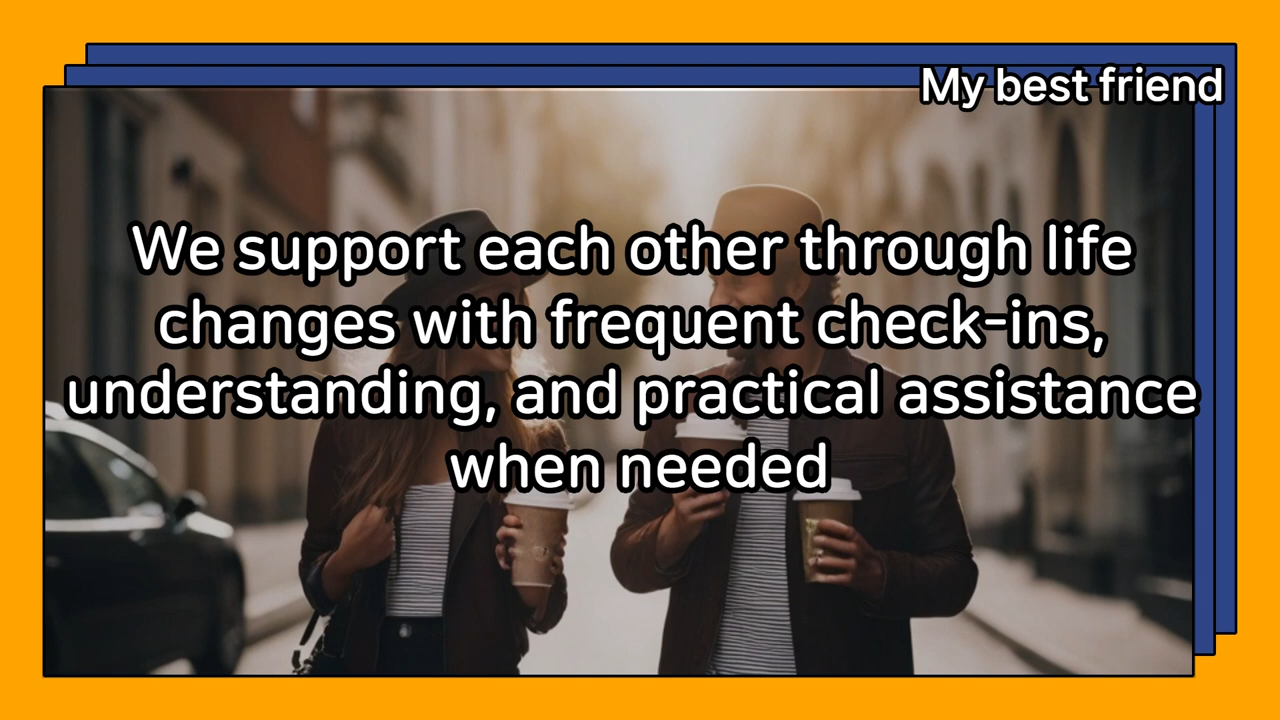 My best friend
We support each other through life
changes with frequent check-ins,
understanding, and practical assistance
when needed